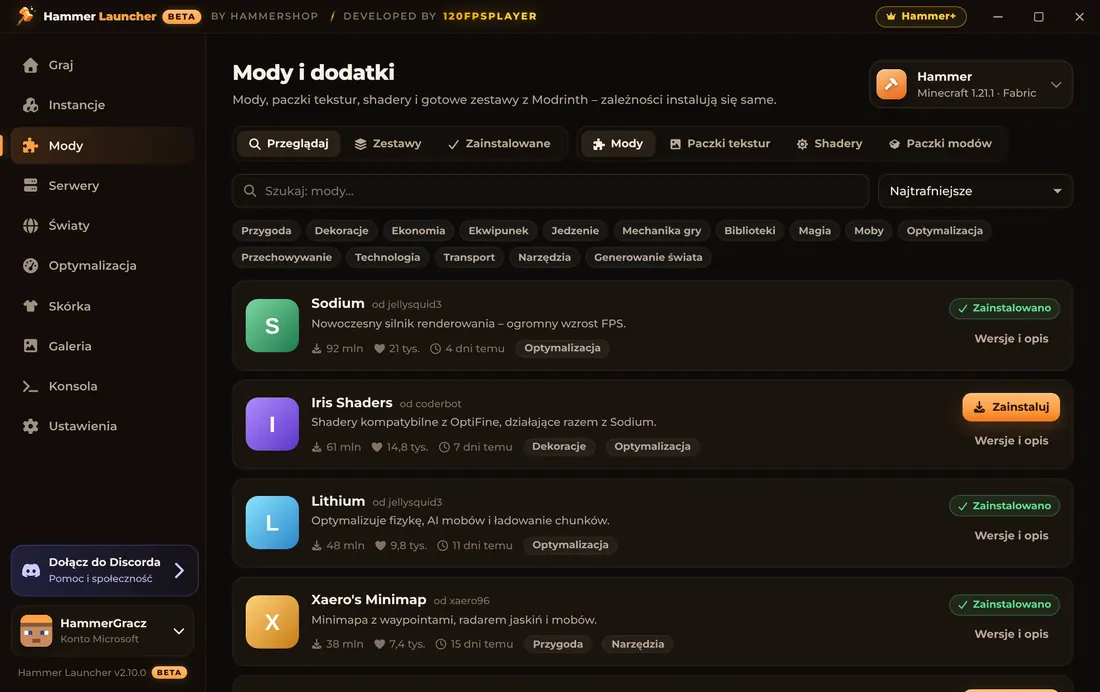 Hammer Launcher BETA BY HAMMERSHOP / DEVELOPED BY 120FPSPLAYER
Hammer+
Graj
Instancje
Mody
Serwery
Światy
Optymalizacja
Skórka
Galeria
Konsola
Ustawienia
Dołącz do Discorda
Pomoc i społeczność
HammerGracz
Konto Microsoft
Hammer Launcher v2.10.0 BETA
Mody i dodatki
Mody, paczki tekstur, shadery i gotowe zestawy z Modrinth – zależności instalują się same.
Hammer
Minecraft 1.21.1 · Fabric
Przeglądaj Zestawy Zainstalowane Mody Paczki tekstur Shadery Paczki modów
Szukaj: mody...
Najtrafniejsze
Przygoda Dekoracje Ekonomia Ekwipunek Jedzenie Mechanika gry Biblioteki Magia Moby Optymalizacja
Przechowywanie Technologia Transport Narzędzia Generowanie świata
S
Sodium od jellysquid3
Nowoczesny silnik renderowania – ogromny wzrost FPS.
92 mln 21 tys. 4 dni temu Optymalizacja
Zainstalowano
Wersje i opis
I
Iris Shaders od coderbot
Shadery kompatybilne z OptiFine, działające razem z Sodium.
61 mln 14,8 tys. 7 dni temu Dekoracje Optymalizacja
Zainstaluj
Wersje i opis
L
Lithium od jellysquid3
Optymalizuje fizykę, AI mobów i ładowanie chunków.
48 mln 9,8 tys. 11 dni temu Optymalizacja
Zainstalowano
Wersje i opis
X
Xaero's Minimap od xaero96
Minimapa z waypointami, radarem jaskiń i mobów.
38 mln 7,4 tys. 15 dni temu Przygoda Narzędzia
Zainstalowano
Wersje i opis